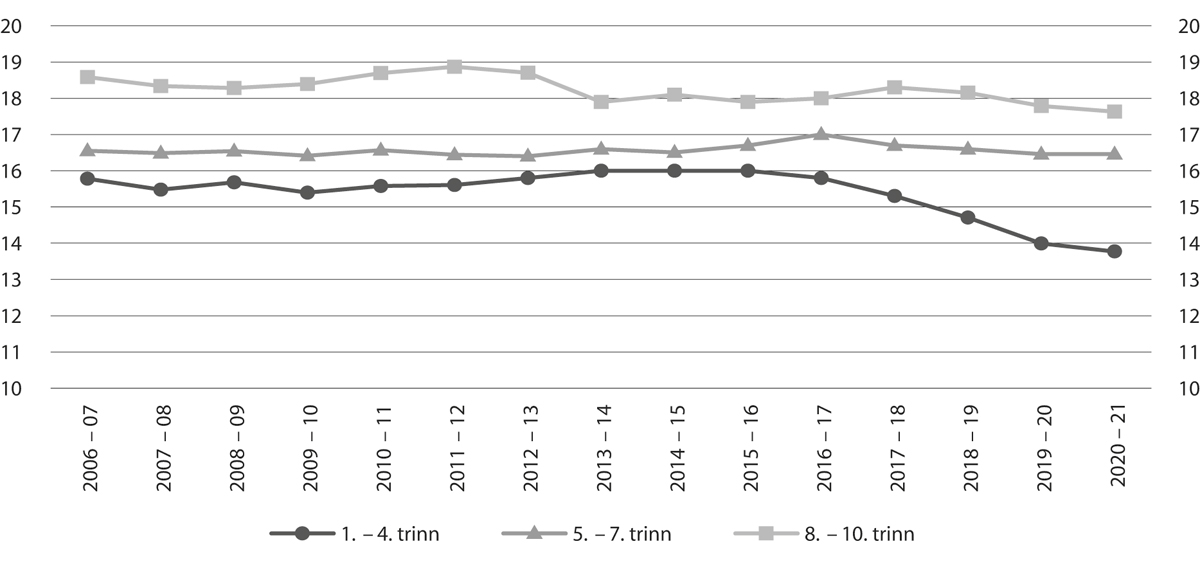 20 20
19 19
18 18
17 17
16 16
15 15
14 14
13 13
12 12
11 11
10 10
2006 – 07
2007 – 08
2008 – 09
2009 – 10
2010 – 11
2011 – 12
2012 – 13
2013 – 14
2014 – 15
2015 – 16
2016 – 17
2017 – 18
2018 – 19
2019 – 20
2020 – 21
1. – 4. trinn 5. – 7. trinn 8. – 10. trinn